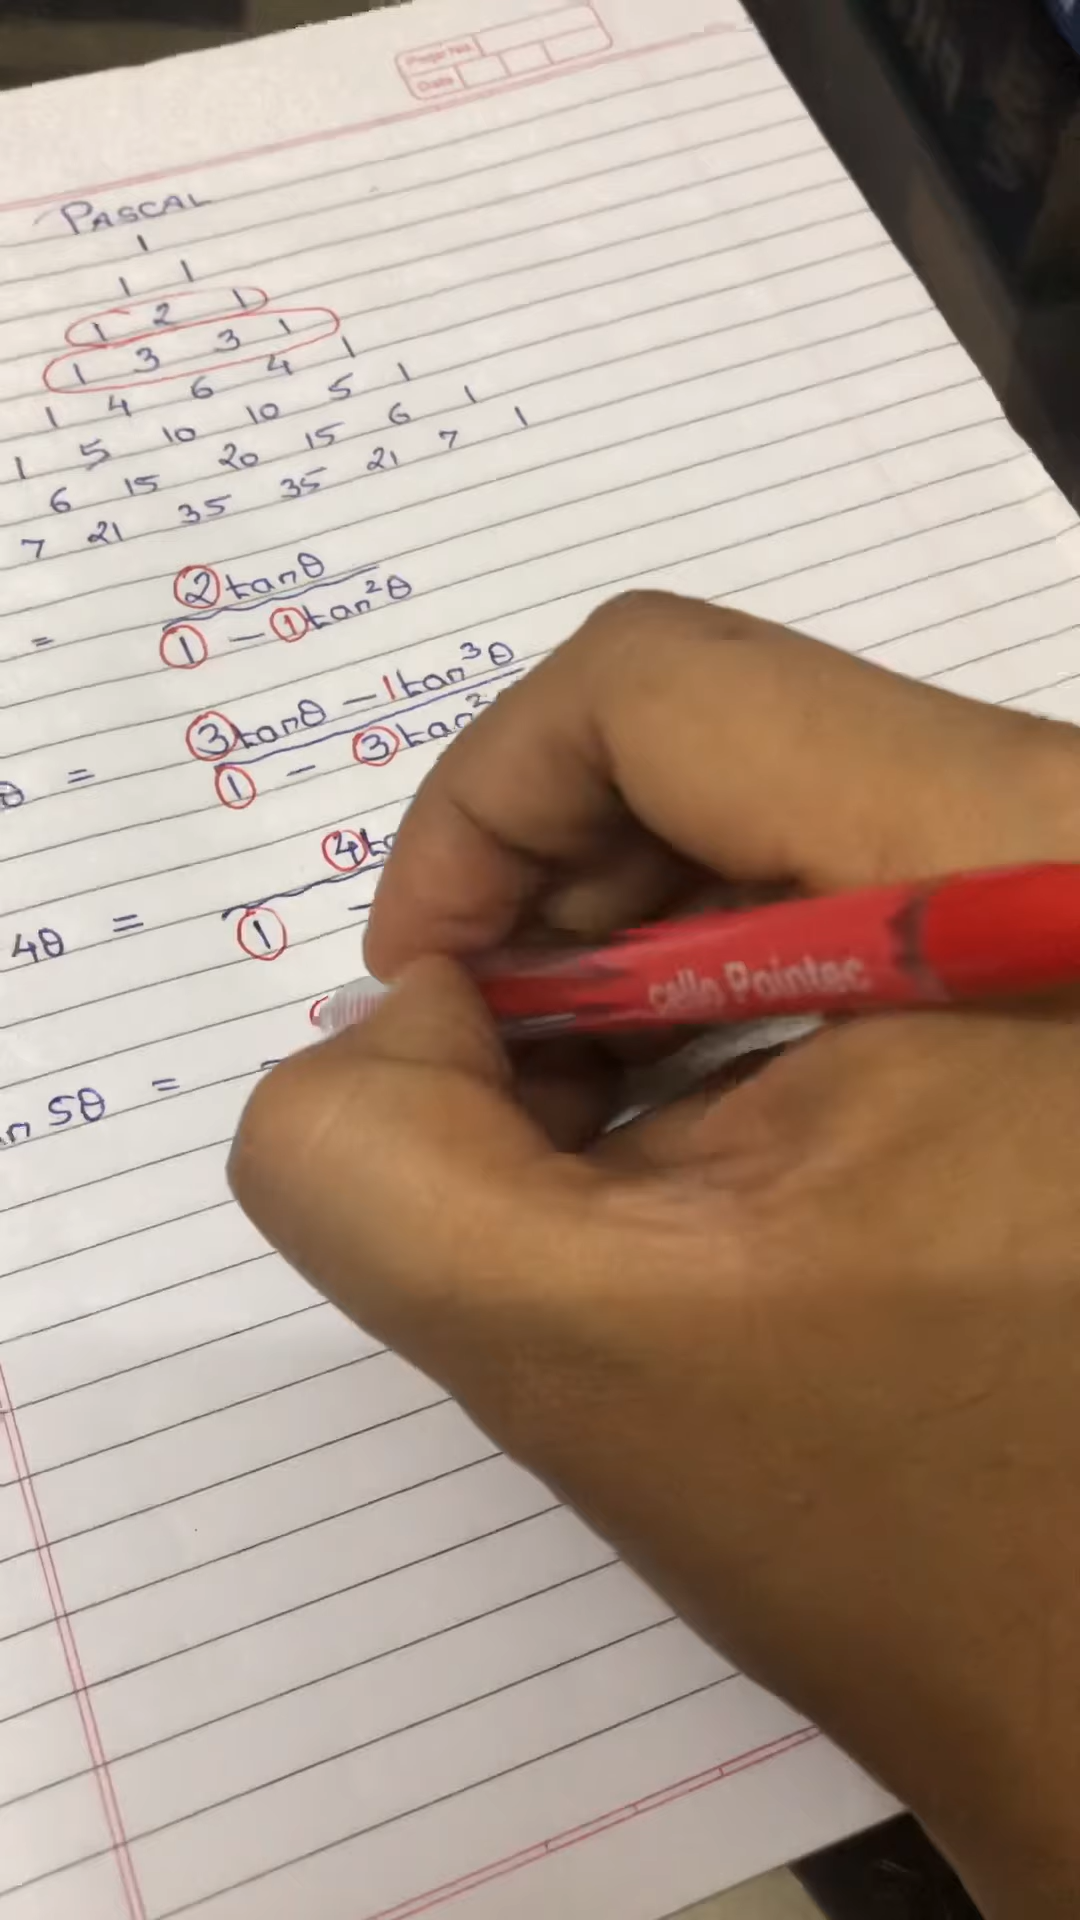 Page No.
Date
PASCAL
1
1 1
1 2 1
1 3 3 1
1 4 6 4 1
1 5 10 10 5 1
6 15 20 15 6 1
7 21 35 35 21 7 1
2tanθ
=
1 - 1tan²θ
3tanθ - 1tan³θ
θ =
1 - 3tan²
4
4θ =
1 -
5θ =
cello Pointec